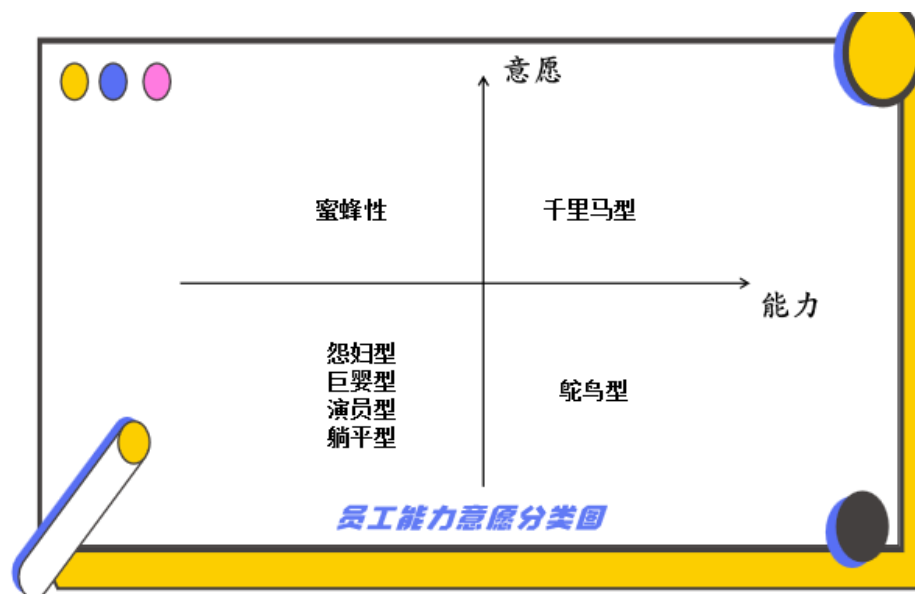 意愿
蜜蜂性
千里马型
能力
怨妇型
巨婴型
演员型
躺平型
鸵鸟型
员工能力意愿分类图